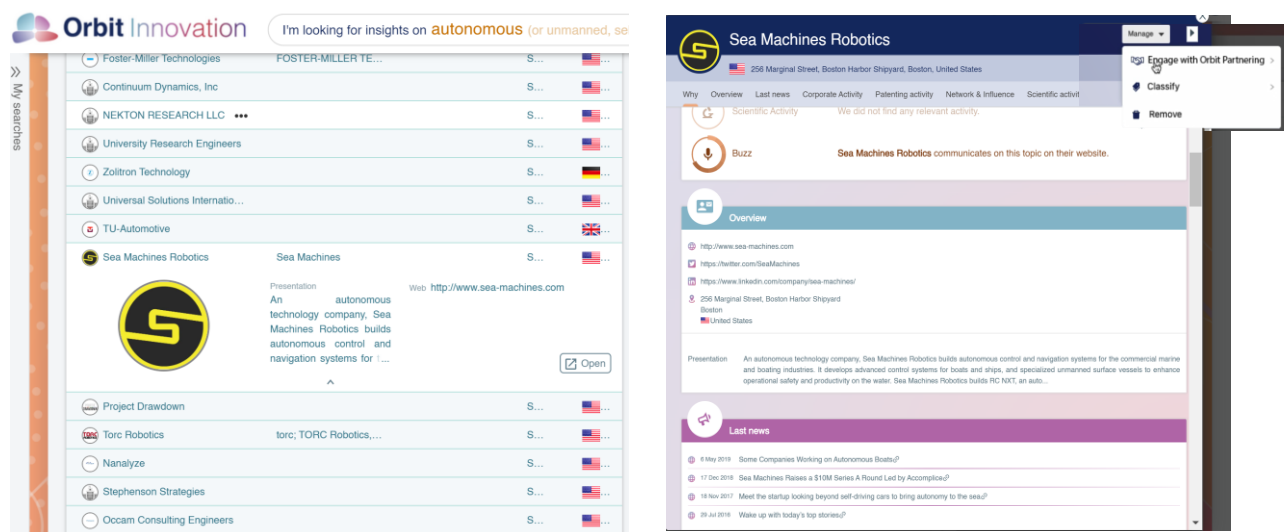 Orbit Innovation
I'm looking for insights on autonomous (or unmanned, se
My searches
Foster-Miller Technologies FOSTER-MILLER TE... S...
Continuum Dynamics, Inc S...
NEKTON RESEARCH LLC ••• S...
University Research Engineers S...
Zolitron Technology S...
Universal Solutions Internatio... S...
TU-Automotive S...
Sea Machines Robotics Sea Machines S...
Presentation
An autonomous
technology company, Sea
Machines Robotics builds
autonomous control and
navigation systems for t...
Web http://www.sea-machines.com
Open
Project Drawdown S...
Torc Robotics torc; TORC Robotics,... S...
Nanalyze S...
Stephenson Strategies S...
Occam Consulting Engineers S...
Sea Machines Robotics
256 Marginal Street, Boston Harbor Shipyard, Boston, United States
Manage
Engage with Orbit Partnering
Classify
Remove
Why Overview Last news Corporate Activity Patenting activity Network & Influence Scientific activit
Scientific Activity We did not find any relevant activity.
Buzz Sea Machines Robotics communicates on this topic on their website.
Overview
http://www.sea-machines.com
https://twitter.com/SeaMachines
https://www.linkedin.com/company/sea-machines/
256 Marginal Street, Boston Harbor Shipyard
Boston
United States
Presentation An autonomous technology company, Sea Machines Robotics builds autonomous control and navigation systems for the commercial marine
and boating industries. It develops advanced control systems for boats and ships, and specialized unmanned surface vessels to enhance
operational safety and productivity on the water. Sea Machines Robotics builds RC NXT, an auto...
Last news
8 May 2019 Some Companies Working on Autonomous Boats
17 Dec 2018 Sea Machines Raises a $10M Series A Round Led by Accomplice
18 Nov 2017 Meet the startup looking beyond self-driving cars to bring autonomy to the sea
29 Jul 2016 Wake up with today's top stories